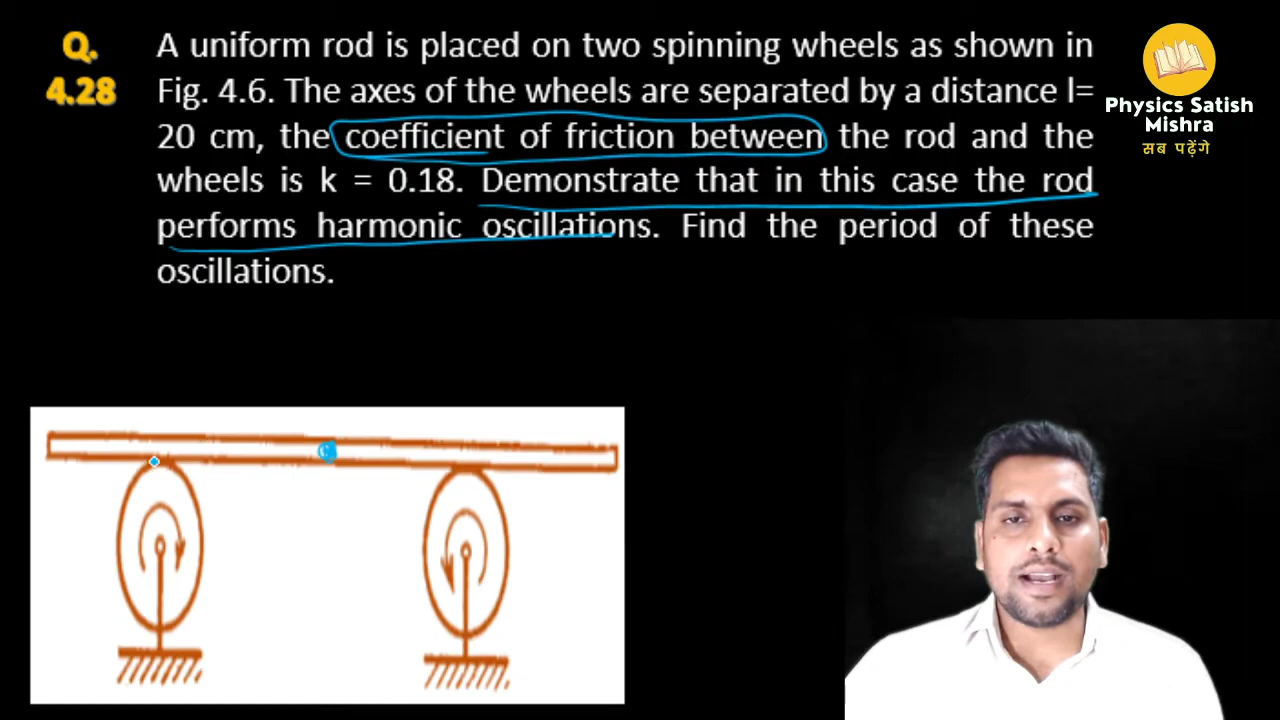 Q.
4.28
A uniform rod is placed on two spinning wheels as shown in
Fig. 4.6. The axes of the wheels are separated by a distance l=
20 cm, the coefficient of friction between the rod and the
wheels is k = 0.18. Demonstrate that in this case the rod
performs harmonic oscillations. Find the period of these
oscillations.
Physics Satish
Mishra
सब पढ़ेंगे
C